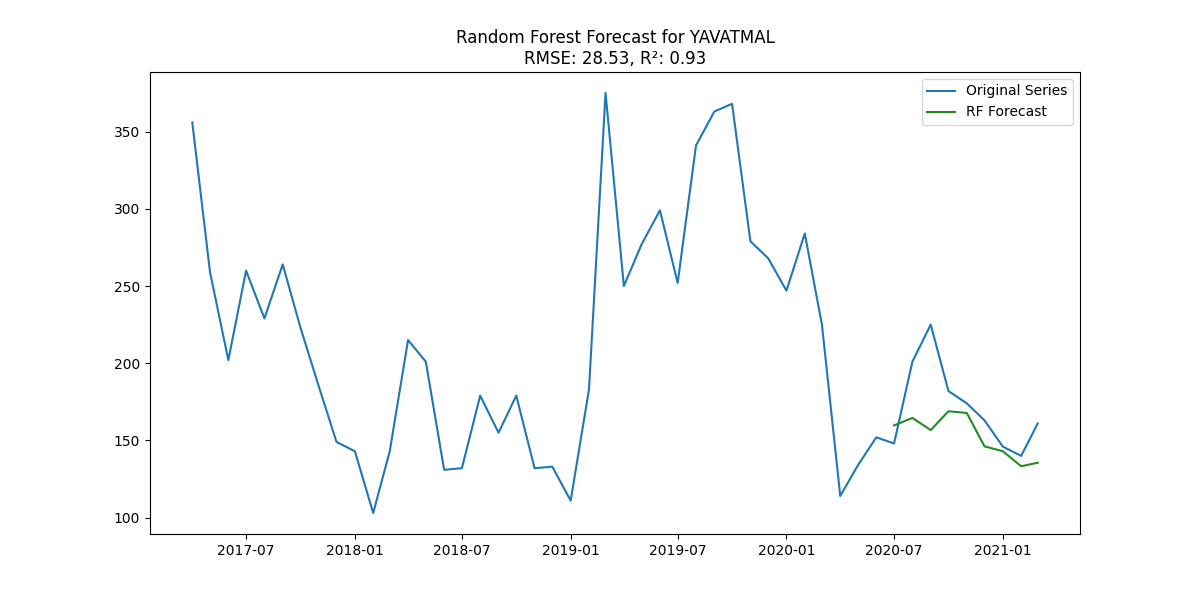 Random Forest Forecast for YAVATMAL
RMSE: 28.53, R²: 0.93
Original Series
RF Forecast
350
300
250
200
150
100
2017-07 2018-01 2018-07 2019-01 2019-07 2020-01 2020-07 2021-01